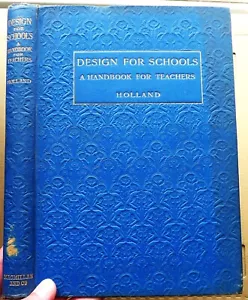 DESIGN
FOR
SCHOOLS
A
HANDBOOK
FOR
TEACHERS
HOLLAND
MACMILLAN
AND CO
DESIGN FOR SCHOOLS
A HANDBOOK FOR TEACHERS
HOLLAND